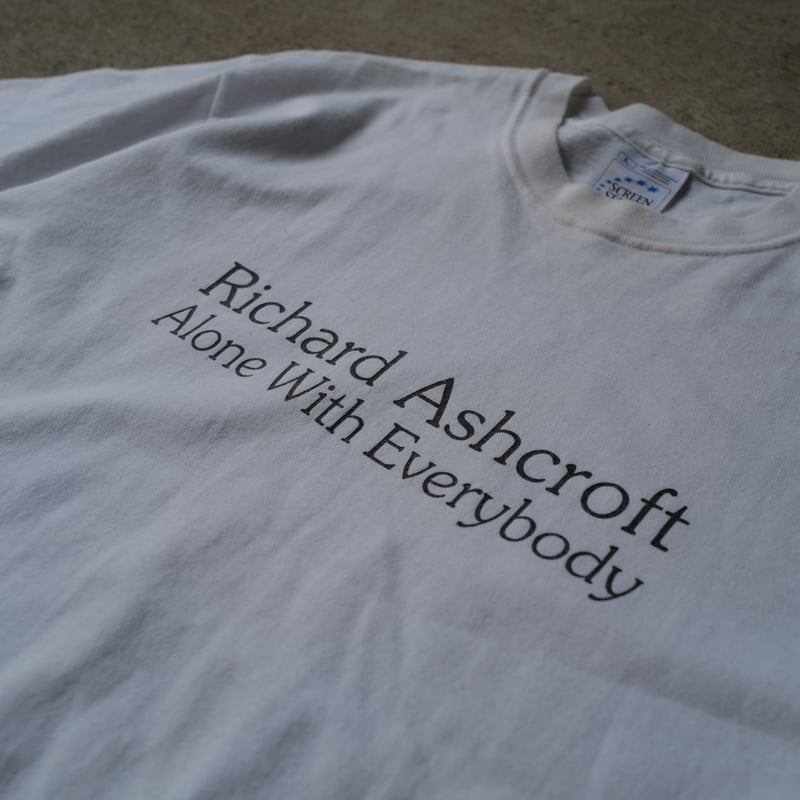 SCREEN
Richard Ashcroft
Alone With Everybody